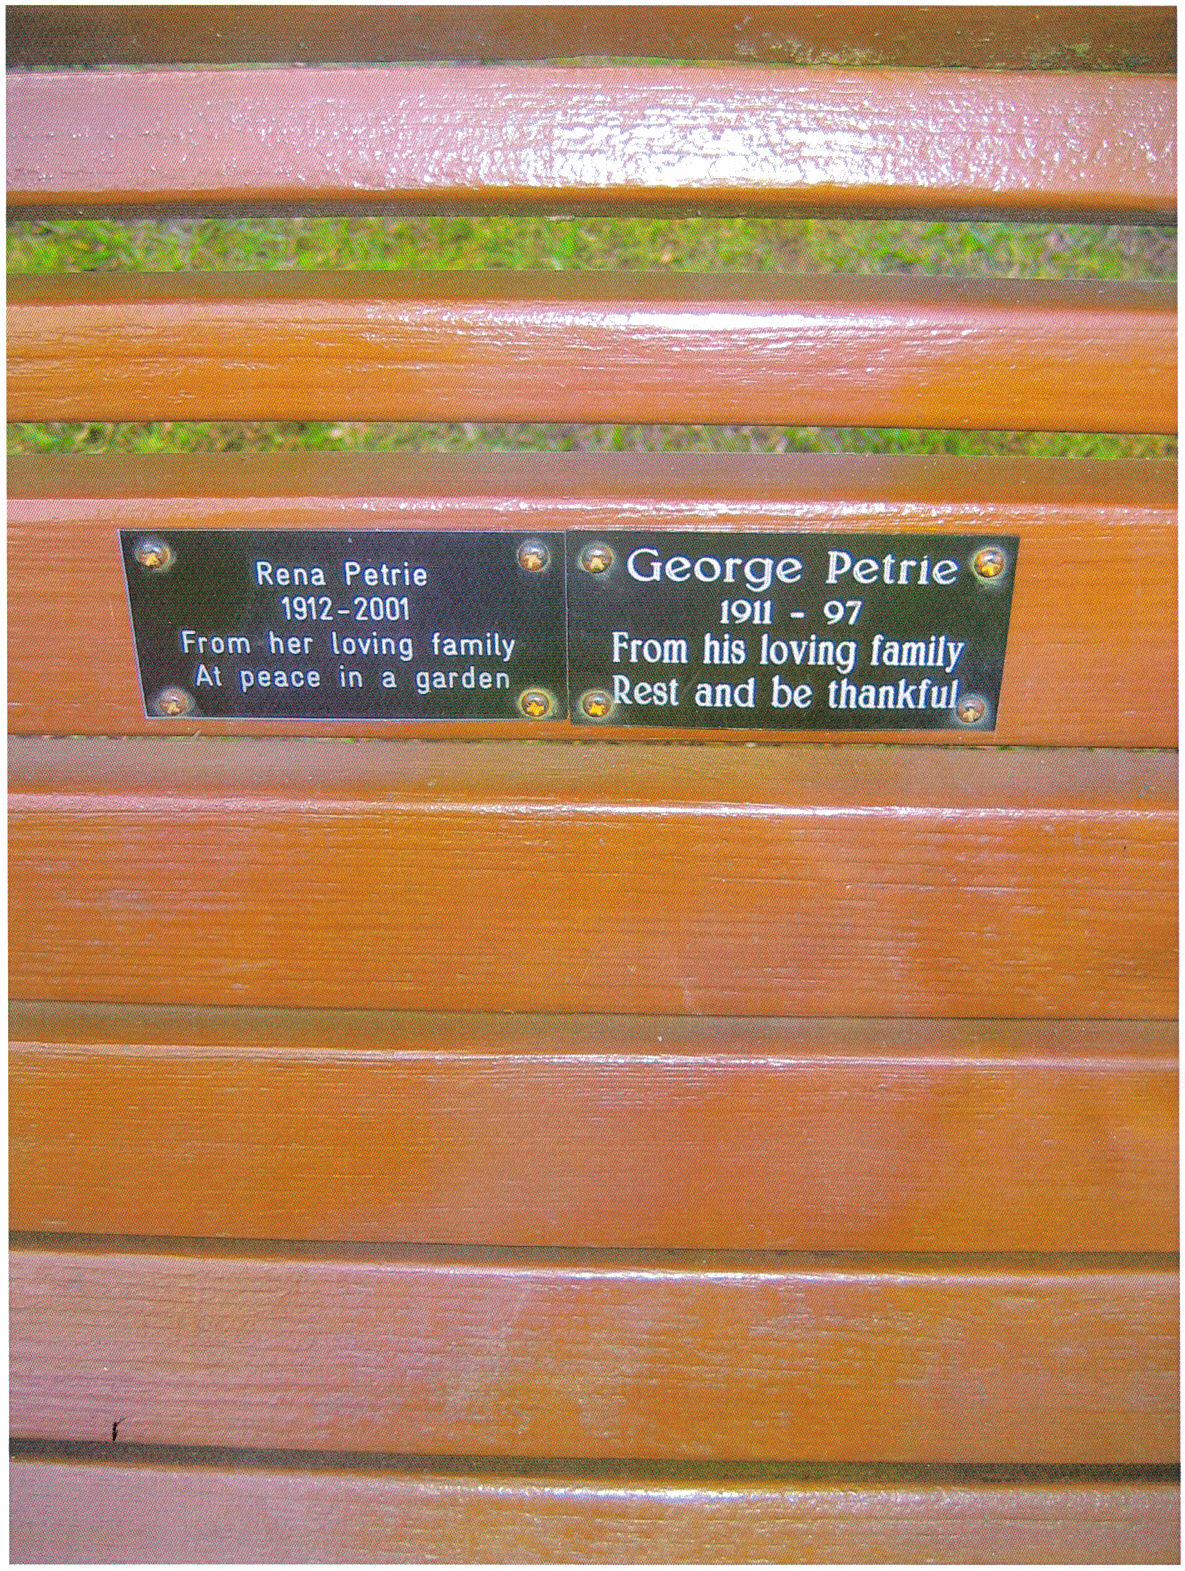 Rena Petrie
1912-2001
From her loving family
At peace in a garden
George Petrie
1911 - 97
From his loving family
Rest and be thankful